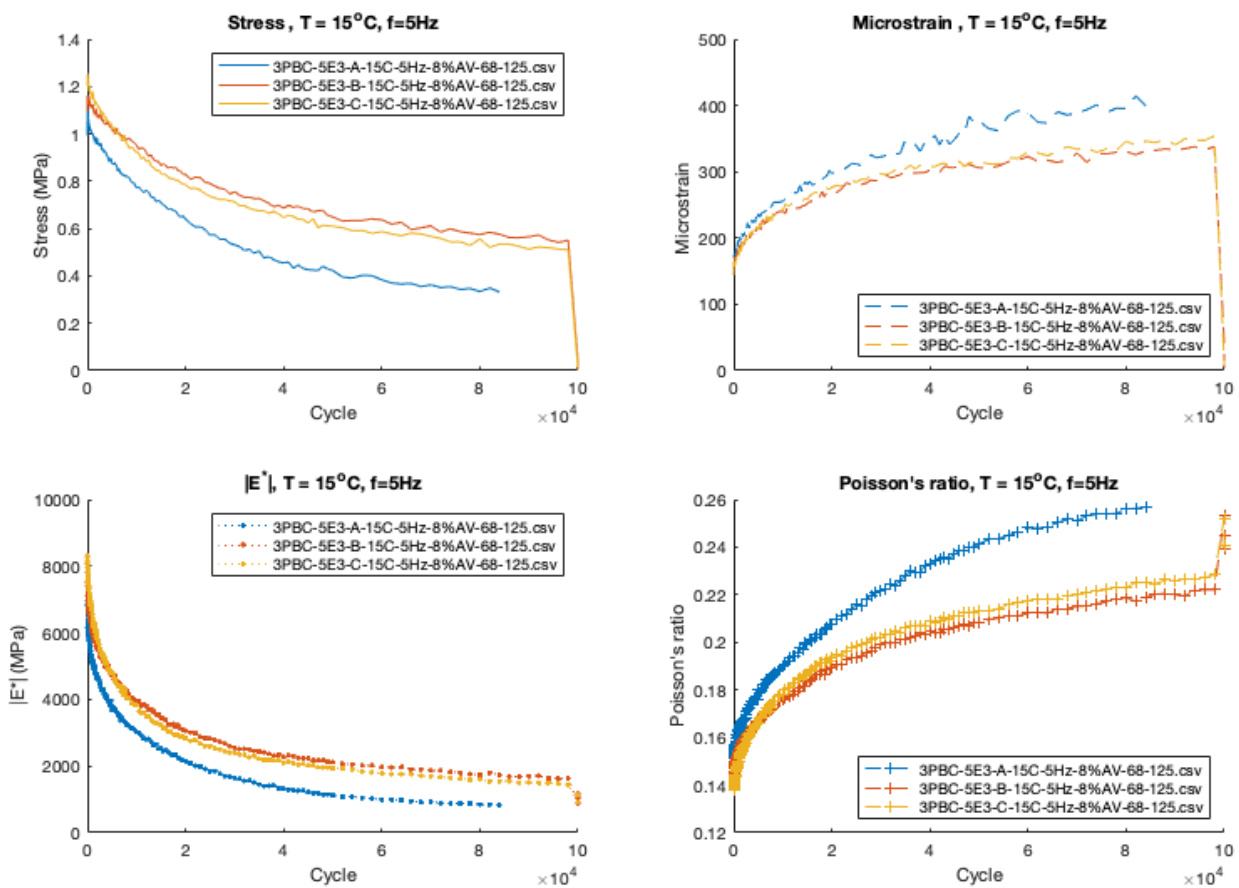 Stress , T = 15°C, f=5Hz
1.4
1.2
1
0.8
0.6
0.4
0.2
0
Stress (MPa)
3PBC-5E3-A-15C-5Hz-8%AV-68-125.csv
3PBC-5E3-B-15C-5Hz-8%AV-68-125.csv
3PBC-5E3-C-15C-5Hz-8%AV-68-125.csv
0 2 4 6 8 10
Cycle
×10⁴
Microstrain , T = 15°C, f=5Hz
500
400
300
200
100
0
Microstrain
3PBC-5E3-A-15C-5Hz-8%AV-68-125.csv
3PBC-5E3-B-15C-5Hz-8%AV-68-125.csv
3PBC-5E3-C-15C-5Hz-8%AV-68-125.csv
0 2 4 6 8 10
Cycle
×10⁴
|E*|, T = 15°C, f=5Hz
10000
8000
6000
4000
2000
0
|E*| (MPa)
3PBC-5E3-A-15C-5Hz-8%AV-68-125.csv
3PBC-5E3-B-15C-5Hz-8%AV-68-125.csv
3PBC-5E3-C-15C-5Hz-8%AV-68-125.csv
0 2 4 6 8 10
Cycle
×10⁴
Poisson's ratio, T = 15°C, f=5Hz
0.26
0.24
0.22
0.2
0.18
0.16
0.14
0.12
Poisson's ratio
3PBC-5E3-A-15C-5Hz-8%AV-68-125.csv
3PBC-5E3-B-15C-5Hz-8%AV-68-125.csv
3PBC-5E3-C-15C-5Hz-8%AV-68-125.csv
0 2 4 6 8 10
Cycle
×10⁴